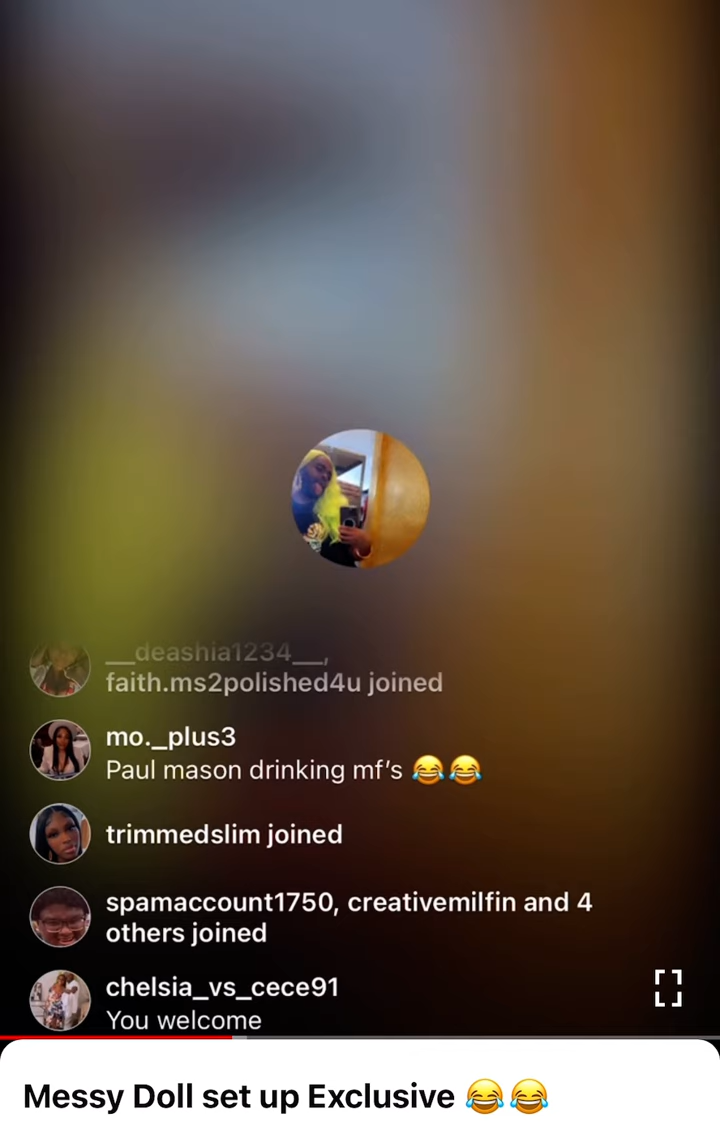 __deashia1234__,
faith.ms2polished4u joined
mo._plus3
Paul mason drinking mf's 😂😂
trimmedslim joined
spamaccount1750, creativemilfin and 4
others joined
chelsia_vs_cece91
You welcome
Messy Doll set up Exclusive 😂😂